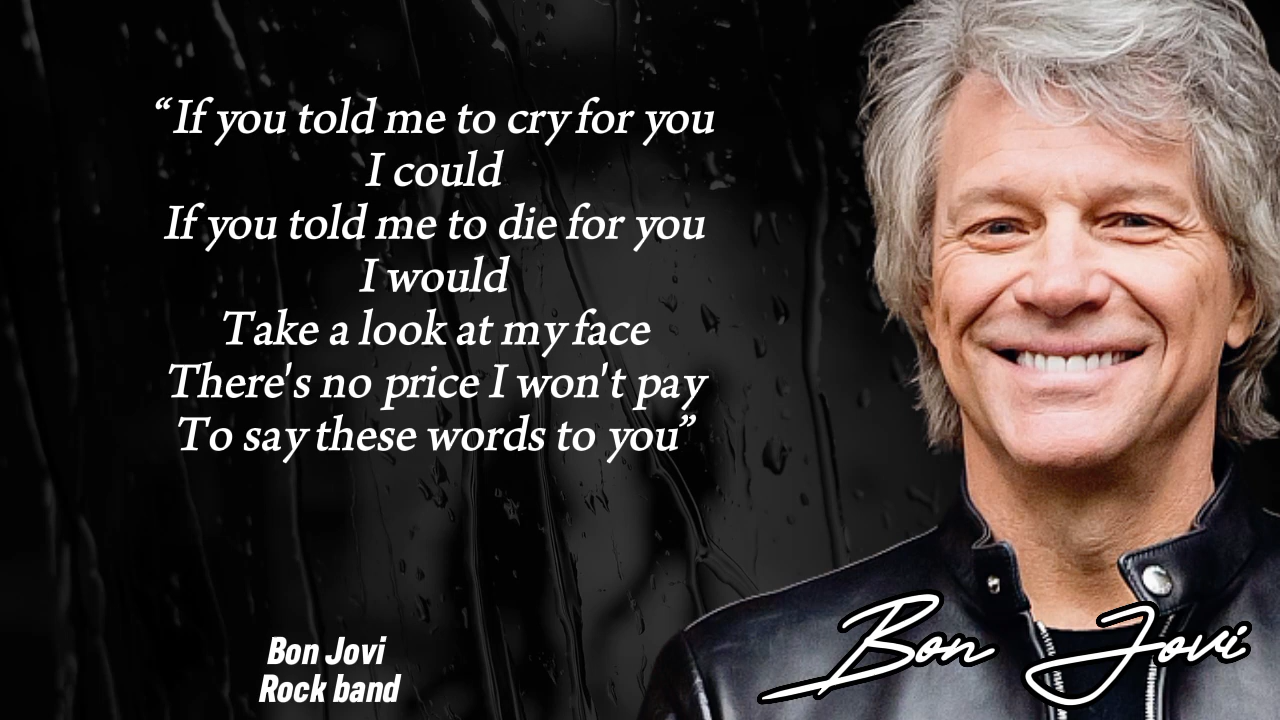 “If you told me to cry for you
I could
If you told me to die for you
I would
Take a look at my face
There's no price I won't pay
To say these words to you”
Bon Jovi
Rock band
Bon Jovi